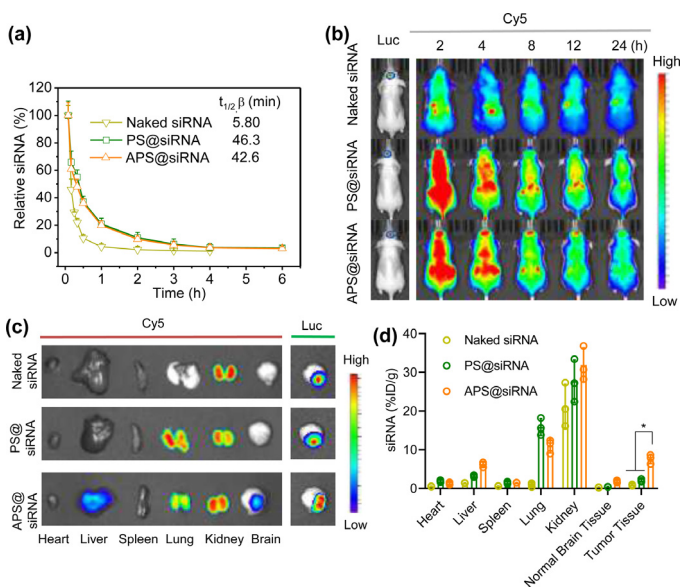 (a)
t1/2 β (min)
Naked siRNA 5.80
PS@siRNA 46.3
APS@siRNA 42.6
Relative siRNA (%)
120
100
80
60
40
20
0
0 1 2 3 4 5 6
Time (h)
(b)
Cy5
Luc 2 4 8 12 24 (h)
Naked siRNA
PS@siRNA
APS@siRNA
High
Low
(c)
Cy5 Luc
Naked
siRNA
PS@
siRNA
APS@
siRNA
Heart Liver Spleen Lung Kidney Brain
High
Low
(d)
Naked siRNA
PS@siRNA
APS@siRNA
siRNA (%ID/g)
40
30
20
10
0
*
Heart
Liver
Spleen
Lung
Kidney
Normal Brain Tissue
Tumor Tissue